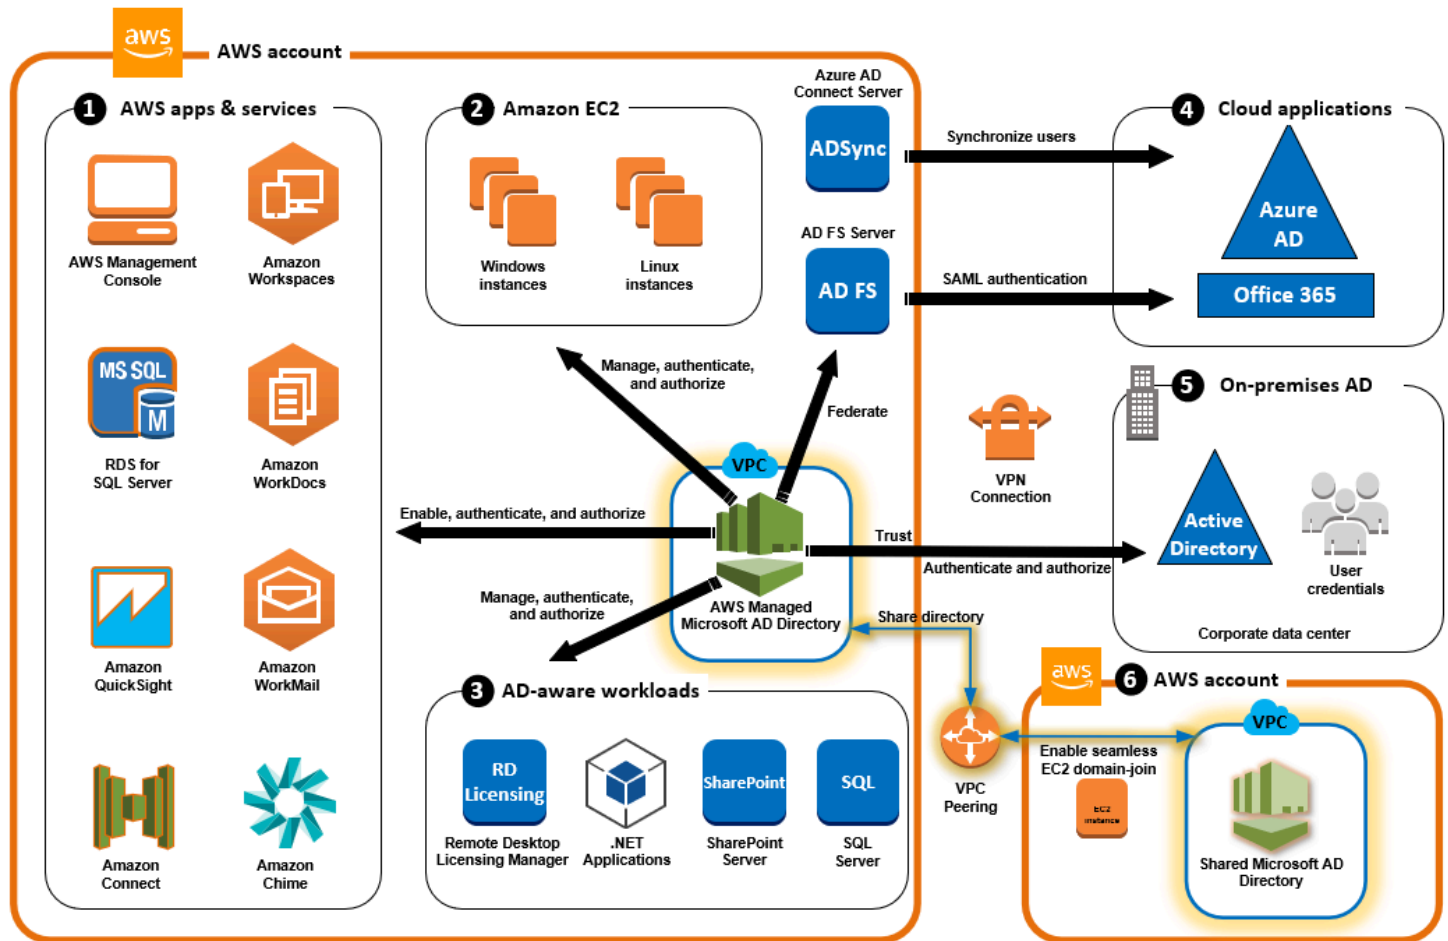 aws
AWS account
1
AWS apps & services
AWS Management
Console
Amazon
Workspaces
MS SQL
M
RDS for
SQL Server
Amazon
WorkDocs
Amazon
QuickSight
Amazon
WorkMail
Amazon
Connect
Amazon
Chime
2
Amazon EC2
Windows
instances
Linux
instances
Azure AD
Connect Server
ADSync
AD FS Server
AD FS
Synchronize users
SAML authentication
4
Cloud applications
Azure
AD
Office 365
Manage, authenticate,
and authorize
Federate
VPC
Enable, authenticate, and authorize
AWS Managed
Microsoft AD Directory
Manage, authenticate,
and authorize
Trust
Authenticate and authorize
VPN
Connection
5
On-premises AD
Active
Directory
User
credentials
Corporate data center
Share directory
3
AD-aware workloads
RD
Licensing
Remote Desktop
Licensing Manager
.NET
Applications
SharePoint
SharePoint
Server
SQL
SQL
Server
VPC
Peering
aws
6
AWS account
Enable seamless
EC2 domain-join
EC2
instance
VPC
Shared Microsoft AD
Directory